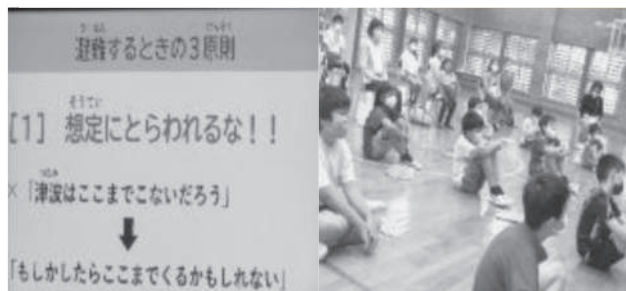 避難するときの3原則
[1] 想定にとらわれるな！！
×「津波はここまでこないだろう」
「もしかしたらここまでくるかもしれない」